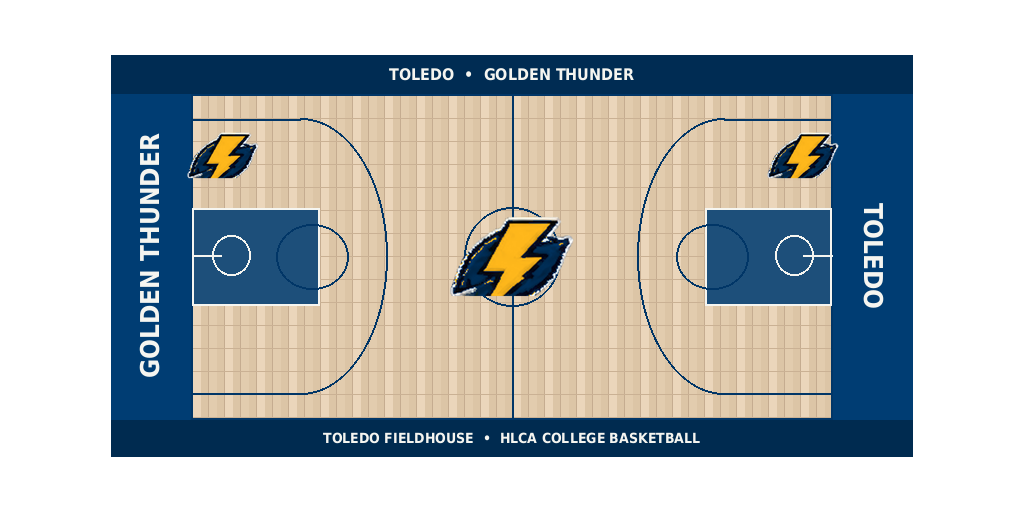 TOLEDO • GOLDEN THUNDER
GOLDEN THUNDER
TOLEDO
TOLEDO FIELDHOUSE • HLCA COLLEGE BASKETBALL